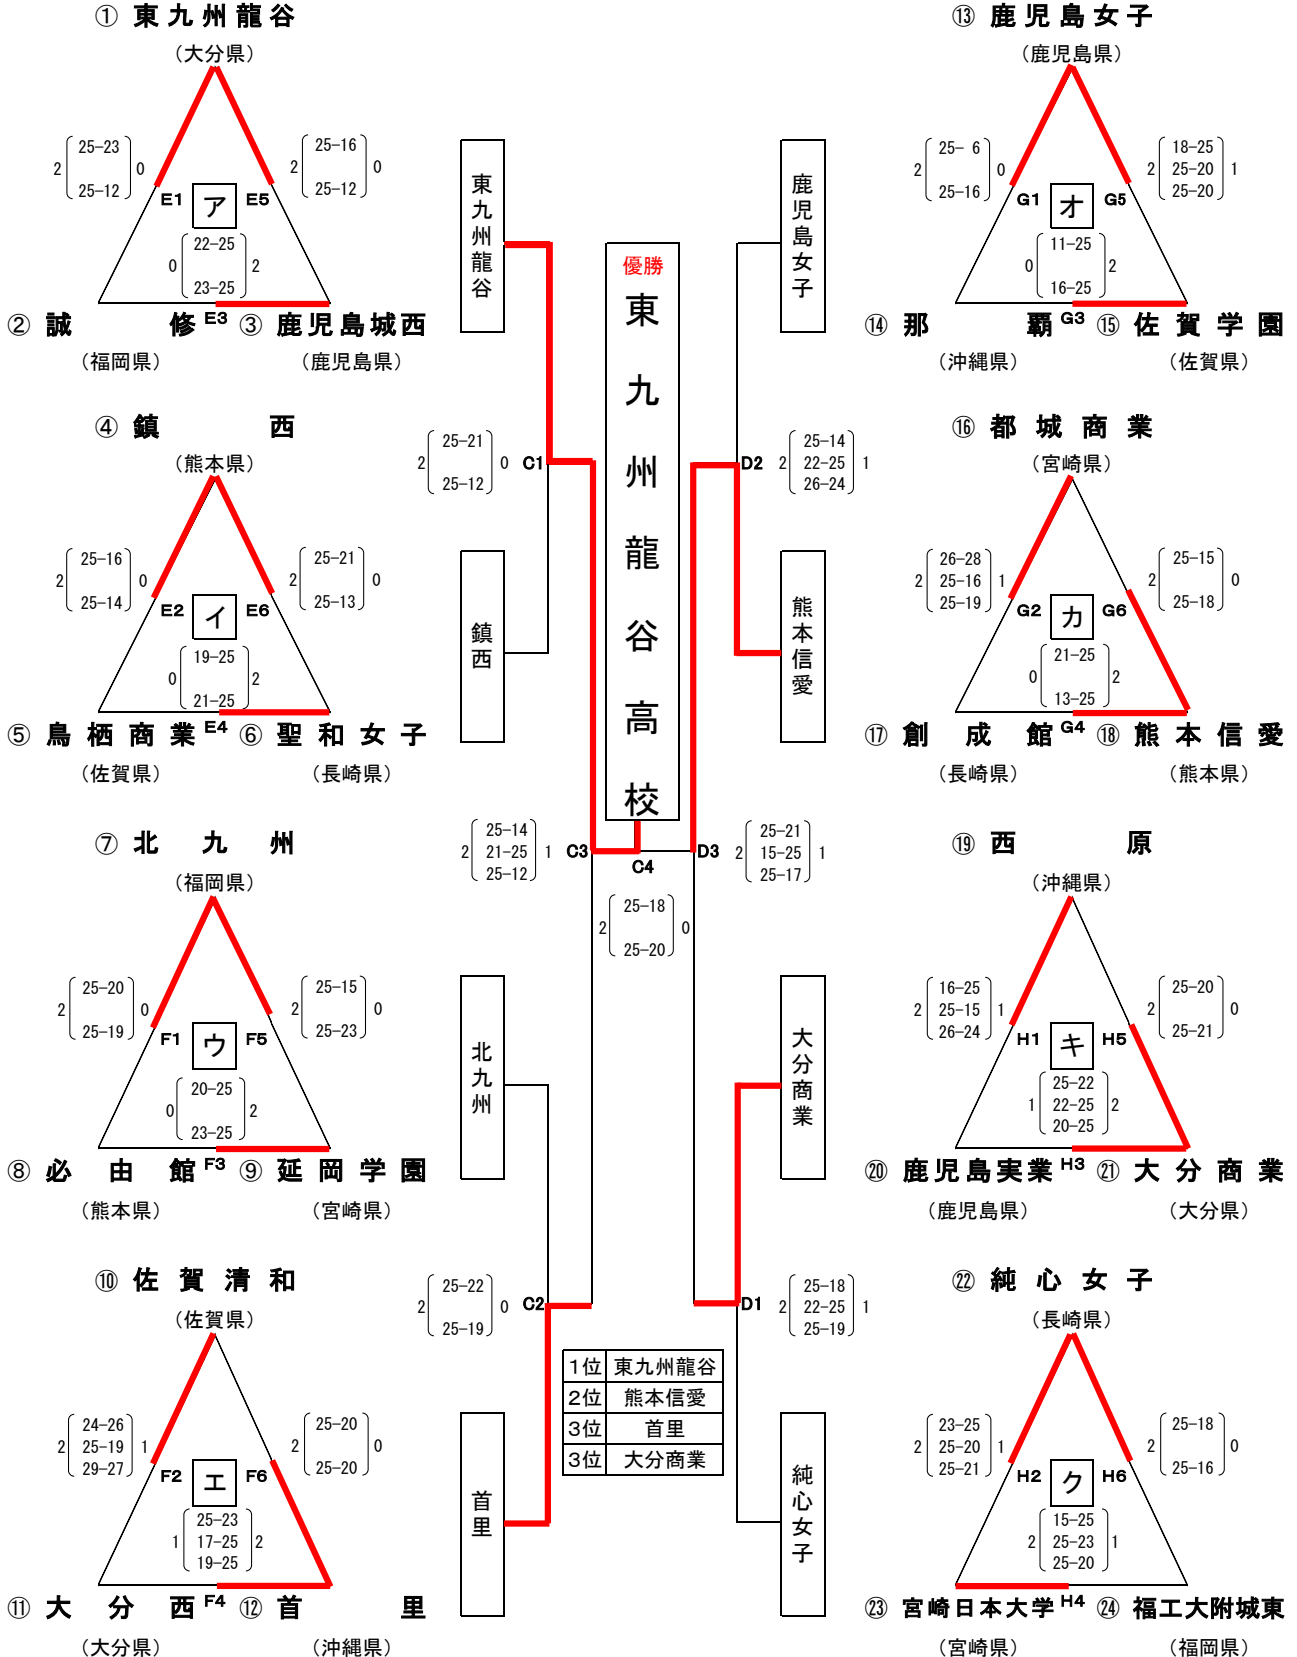 ① 東九州龍谷
（大分県）
2 25-23 25-12 0
2 25-16 25-12 0
E1 ア E5
0 22-25 23-25 2
② 誠 修 E3 ③ 鹿児島城西
（福岡県） （鹿児島県）
④ 鎮 西
（熊本県）
2 25-16 25-14 0
2 25-21 25-13 0
E2 イ E6
0 19-25 21-25 2
⑤ 鳥栖商業 E4 ⑥ 聖和女子
（佐賀県） （長崎県）
⑦ 北九州
（福岡県）
2 25-20 25-19 0
2 25-15 25-23 0
F1 ウ F5
0 20-25 23-25 2
⑧ 必由館 F3 ⑨ 延岡学園
（熊本県） （宮崎県）
⑩ 佐賀清和
（佐賀県）
2 24-26 25-19 29-27 1
2 25-20 25-20 0
F2 エ F6
1 25-23 17-25 19-25 2
⑪ 大分西 F4 ⑫ 首 里
（大分県） （沖縄県）
東九州龍谷
2 25-21 25-12 0 C1
鎮西
2 25-14 21-25 25-12 1 C3
北九州
2 25-22 25-19 0 C2
首里
優勝
東九州龍谷高校
C4
2 25-18 25-20 0
1位 東九州龍谷
2位 熊本信愛
3位 首里
3位 大分商業
鹿児島女子
D2 2 25-14 22-25 26-24 1
熊本信愛
D3 2 25-21 15-25 25-17 1
大分商業
D1 2 25-18 22-25 25-19 1
純心女子
⑬ 鹿児島女子
（鹿児島県）
2 25- 6 25-16 0
2 18-25 25-20 25-20 1
G1 オ G5
0 11-25 16-25 2
⑭ 那 覇 G3 ⑮ 佐賀学園
（沖縄県） （佐賀県）
⑯ 都城商業
（宮崎県）
2 26-28 25-16 25-19 1
2 25-15 25-18 0
G2 カ G6
0 21-25 13-25 2
⑰ 創成館 G4 ⑱ 熊本信愛
（長崎県） （熊本県）
⑲ 西 原
（沖縄県）
2 16-25 25-15 26-24 1
2 25-20 25-21 0
H1 キ H5
1 25-22 22-25 20-25 2
⑳ 鹿児島実業 H3 ㉑ 大分商業
（鹿児島県） （大分県）
㉒ 純心女子
（長崎県）
2 23-25 25-20 25-21 1
2 25-18 25-16 0
H2 ク H6
2 15-25 25-23 25-20 1
㉓ 宮崎日本大学 H4 ㉔ 福工大附城東
（宮崎県） （福岡県）